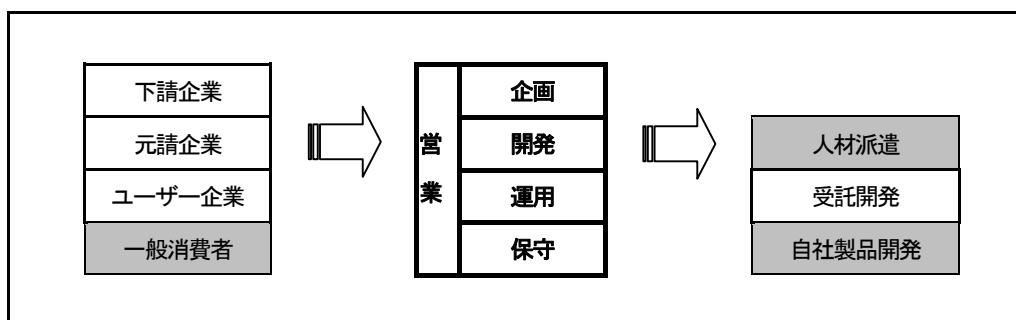 下請企業
元請企業
ユーザー企業
一般消費者
営業
企画
開発
運用
保守
人材派遣
受託開発
自社製品開発